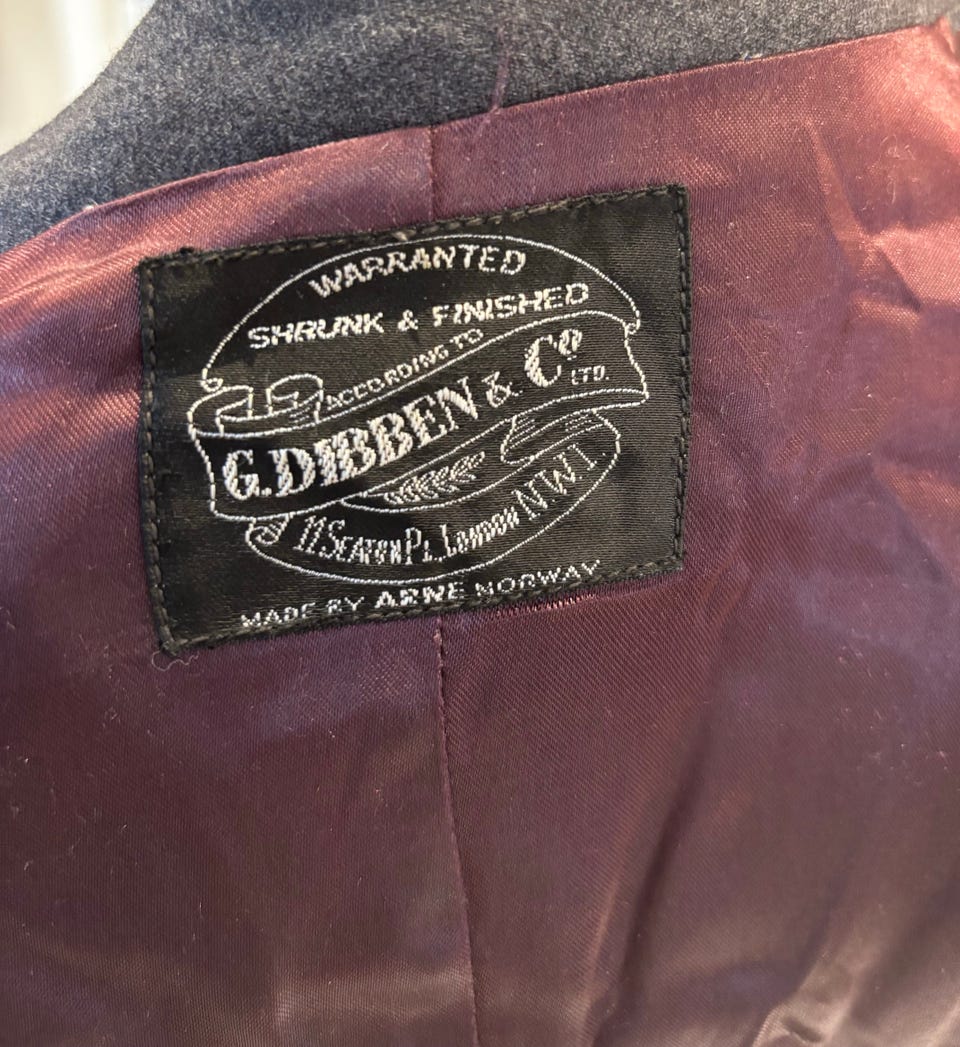 WARRANTED
SHRUNK & FINISHED
ACCORDING TO
G. DIBBEN & Cº LTD.
11 SEATON PL. LONDON N.W.1.
MADE BY ARNE NORWAY